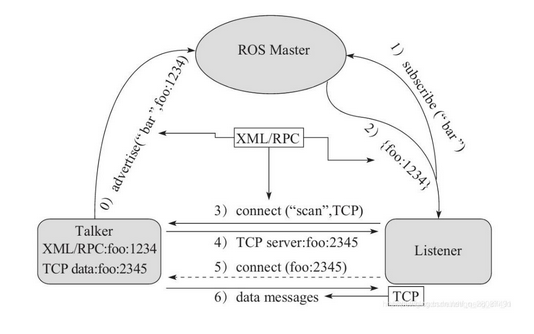 ROS Master
0) advertise(“bar”,foo:1234)
1) subscribe (“bar”)
2) {foo:1234}
XML/RPC
3) connect (“scan”,TCP)
4) TCP server:foo:2345
5) connect (foo:2345)
6) data messages
TCP
Talker
XML/RPC:foo:1234
TCP data:foo:2345
Listener